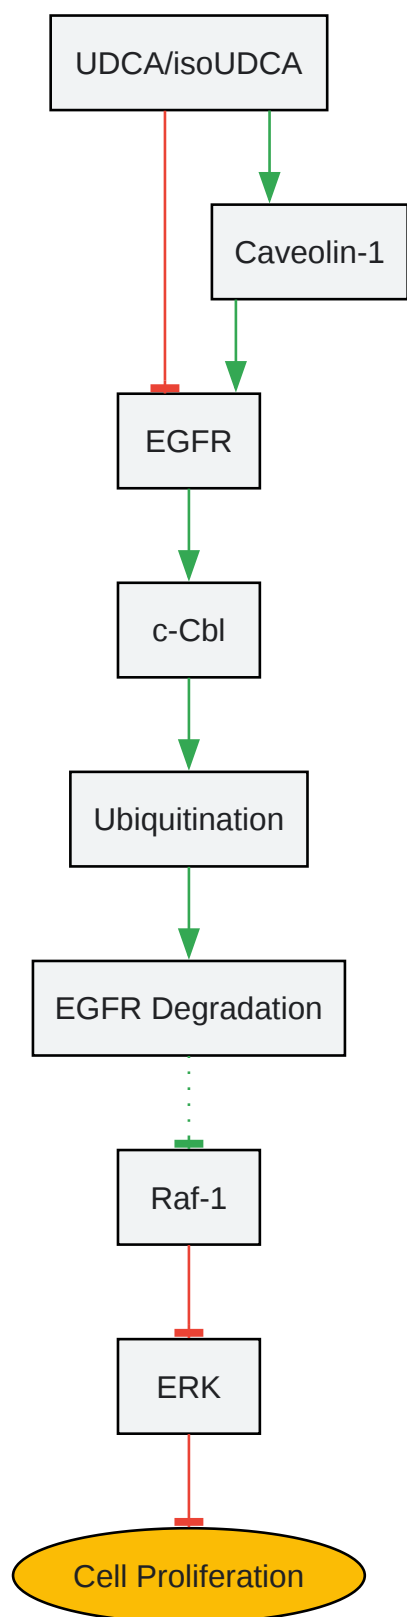 UDCA/isoUDCA
Caveolin-1
EGFR
c-Cbl
Ubiquitination
EGFR Degradation
Raf-1
ERK
Cell Proliferation